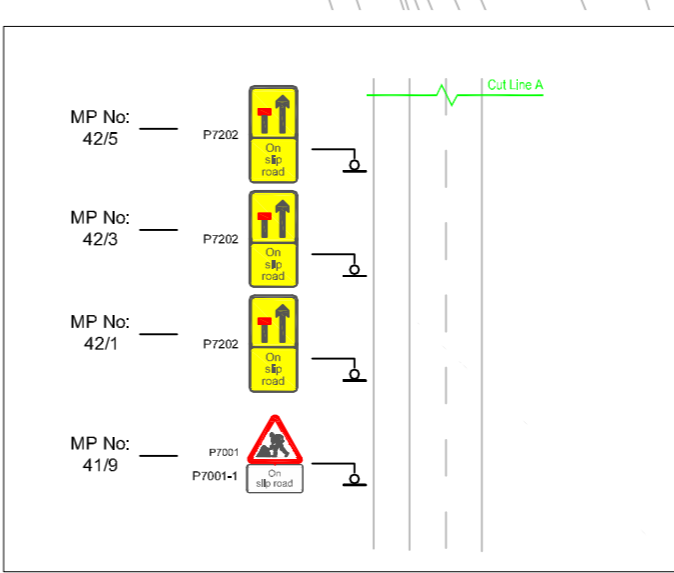 Cut Line A
MP No:
42/5
P7202
On
slip
road
MP No:
42/3
P7202
On
slip
road
MP No:
42/1
P7202
On
slip
road
MP No:
41/9
P7001
P7001-1
On
slip road